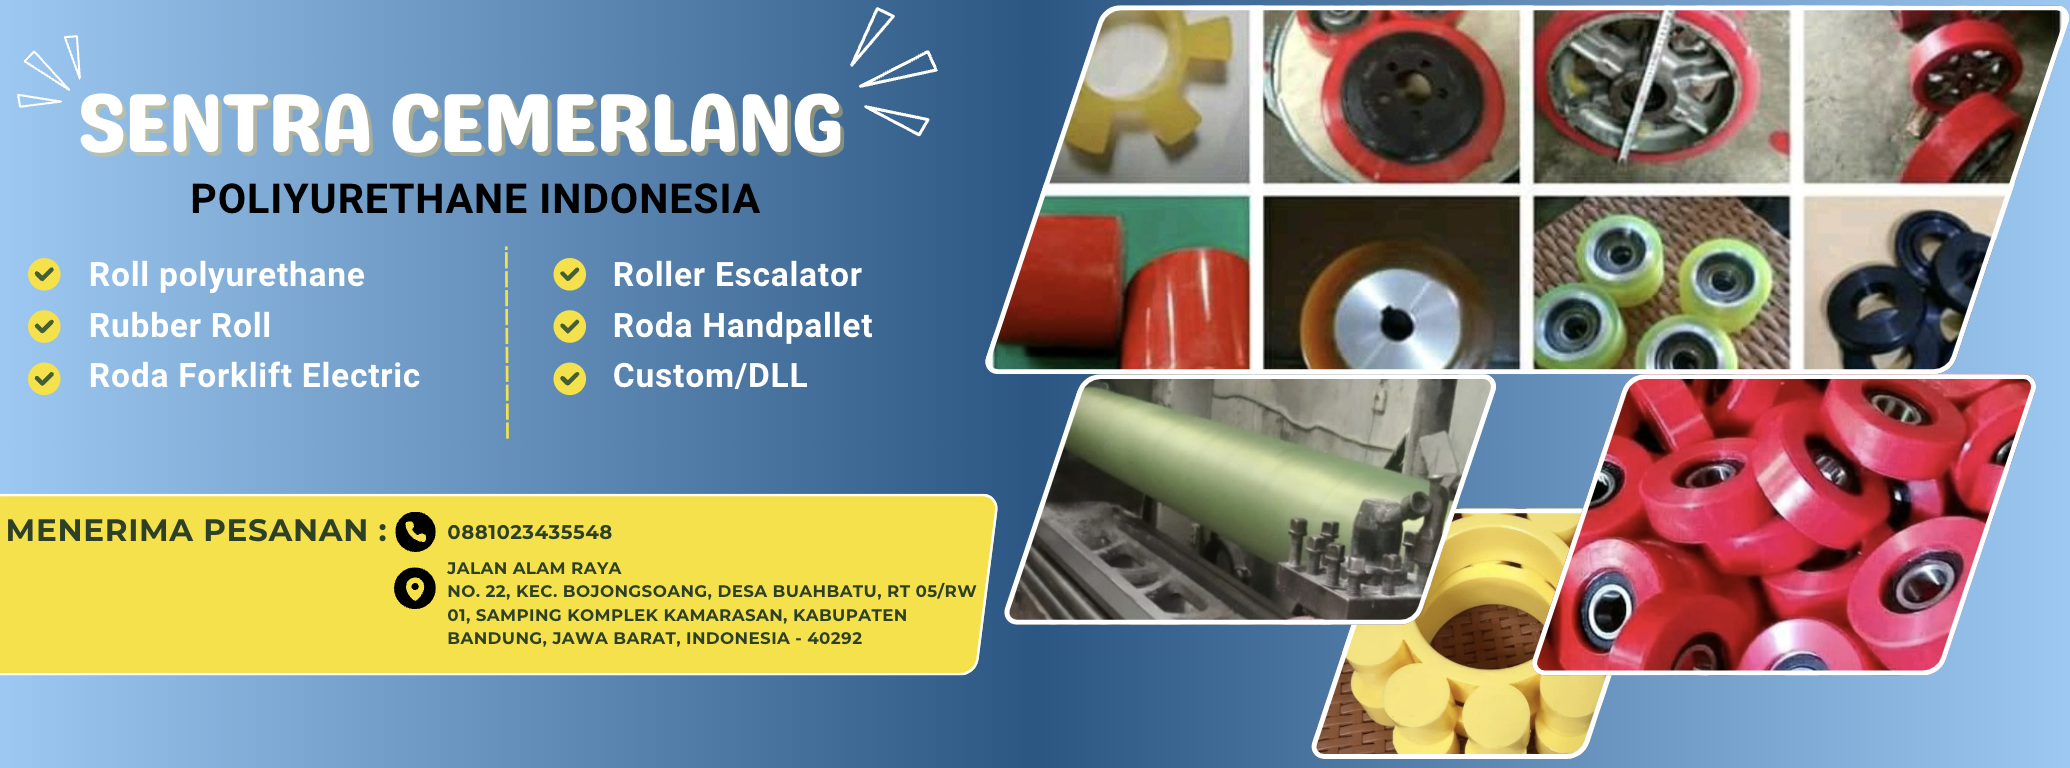 SENTRA CEMERLANG
POLIYURETHANE INDONESIA
Roll polyurethane
Rubber Roll
Roda Forklift Electric
Roller Escalator
Roda Handpallet
Custom/DLL
MENERIMA PESANAN :
0881023435548
JALAN ALAM RAYA
NO. 22, KEC. BOJONGSOANG, DESA BUAHBATU, RT 05/RW
01, SAMPING KOMPLEK KAMARASAN, KABUPATEN
BANDUNG, JAWA BARAT, INDONESIA - 40292